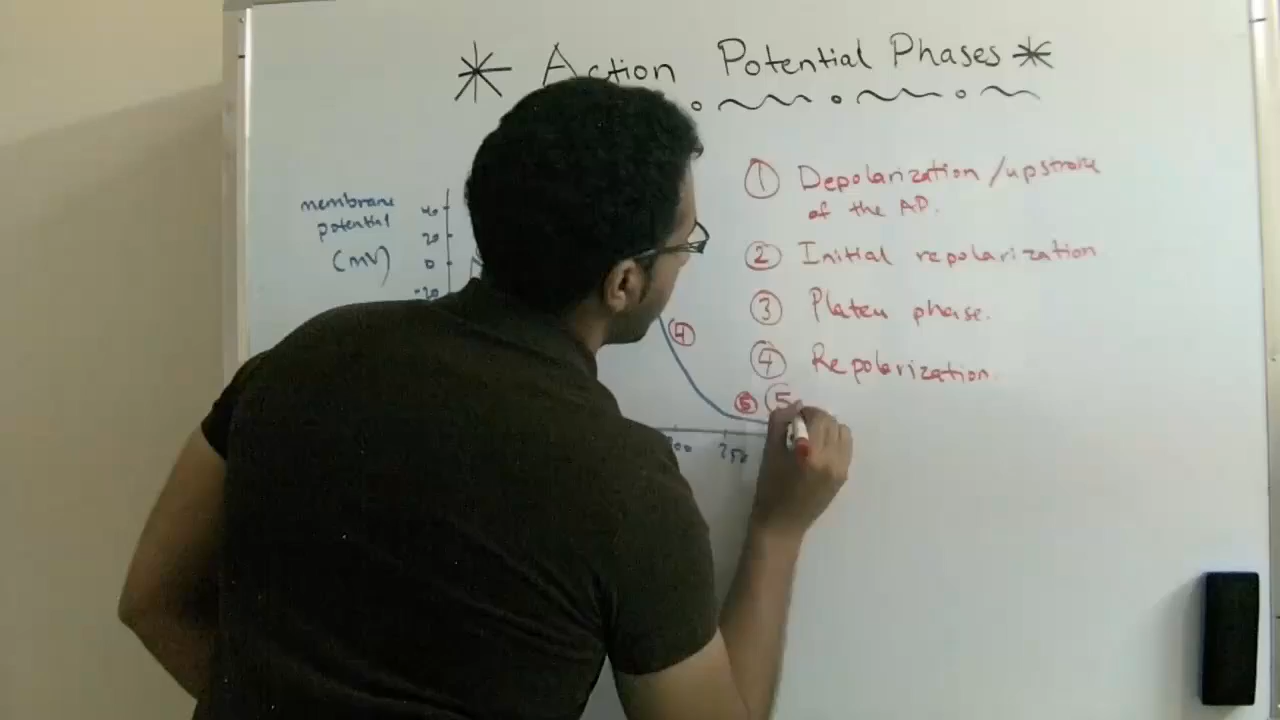 Action Potential Phases
membrane potential (mV)
40
20
0
-20
① Depolarization / upstroke
of the AP.
② Initial repolarization
③ Plateu phase.
④ Repolarization.
④
⑤ ⑤
250